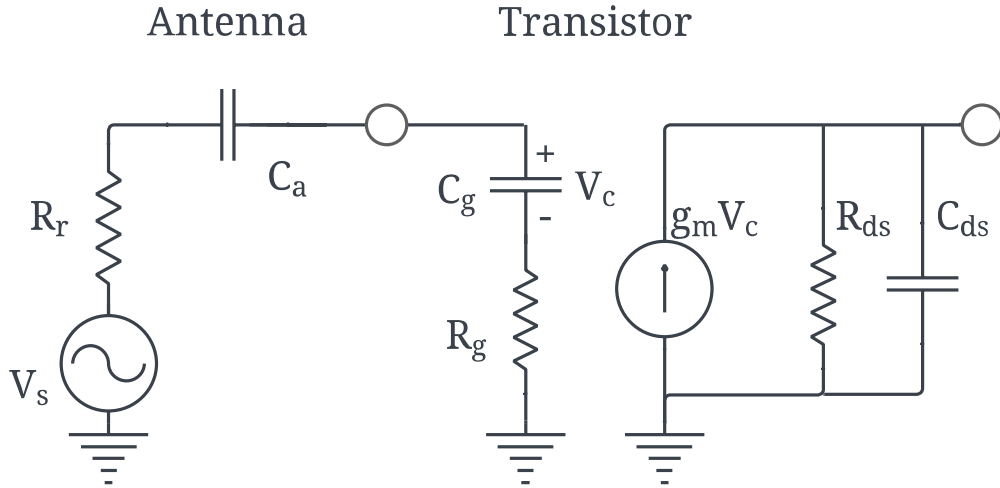 Antenna
Transistor
Ca
+
Cg
Vc
-
Rr
gmVc
Rds
Cds
Rg
Vs